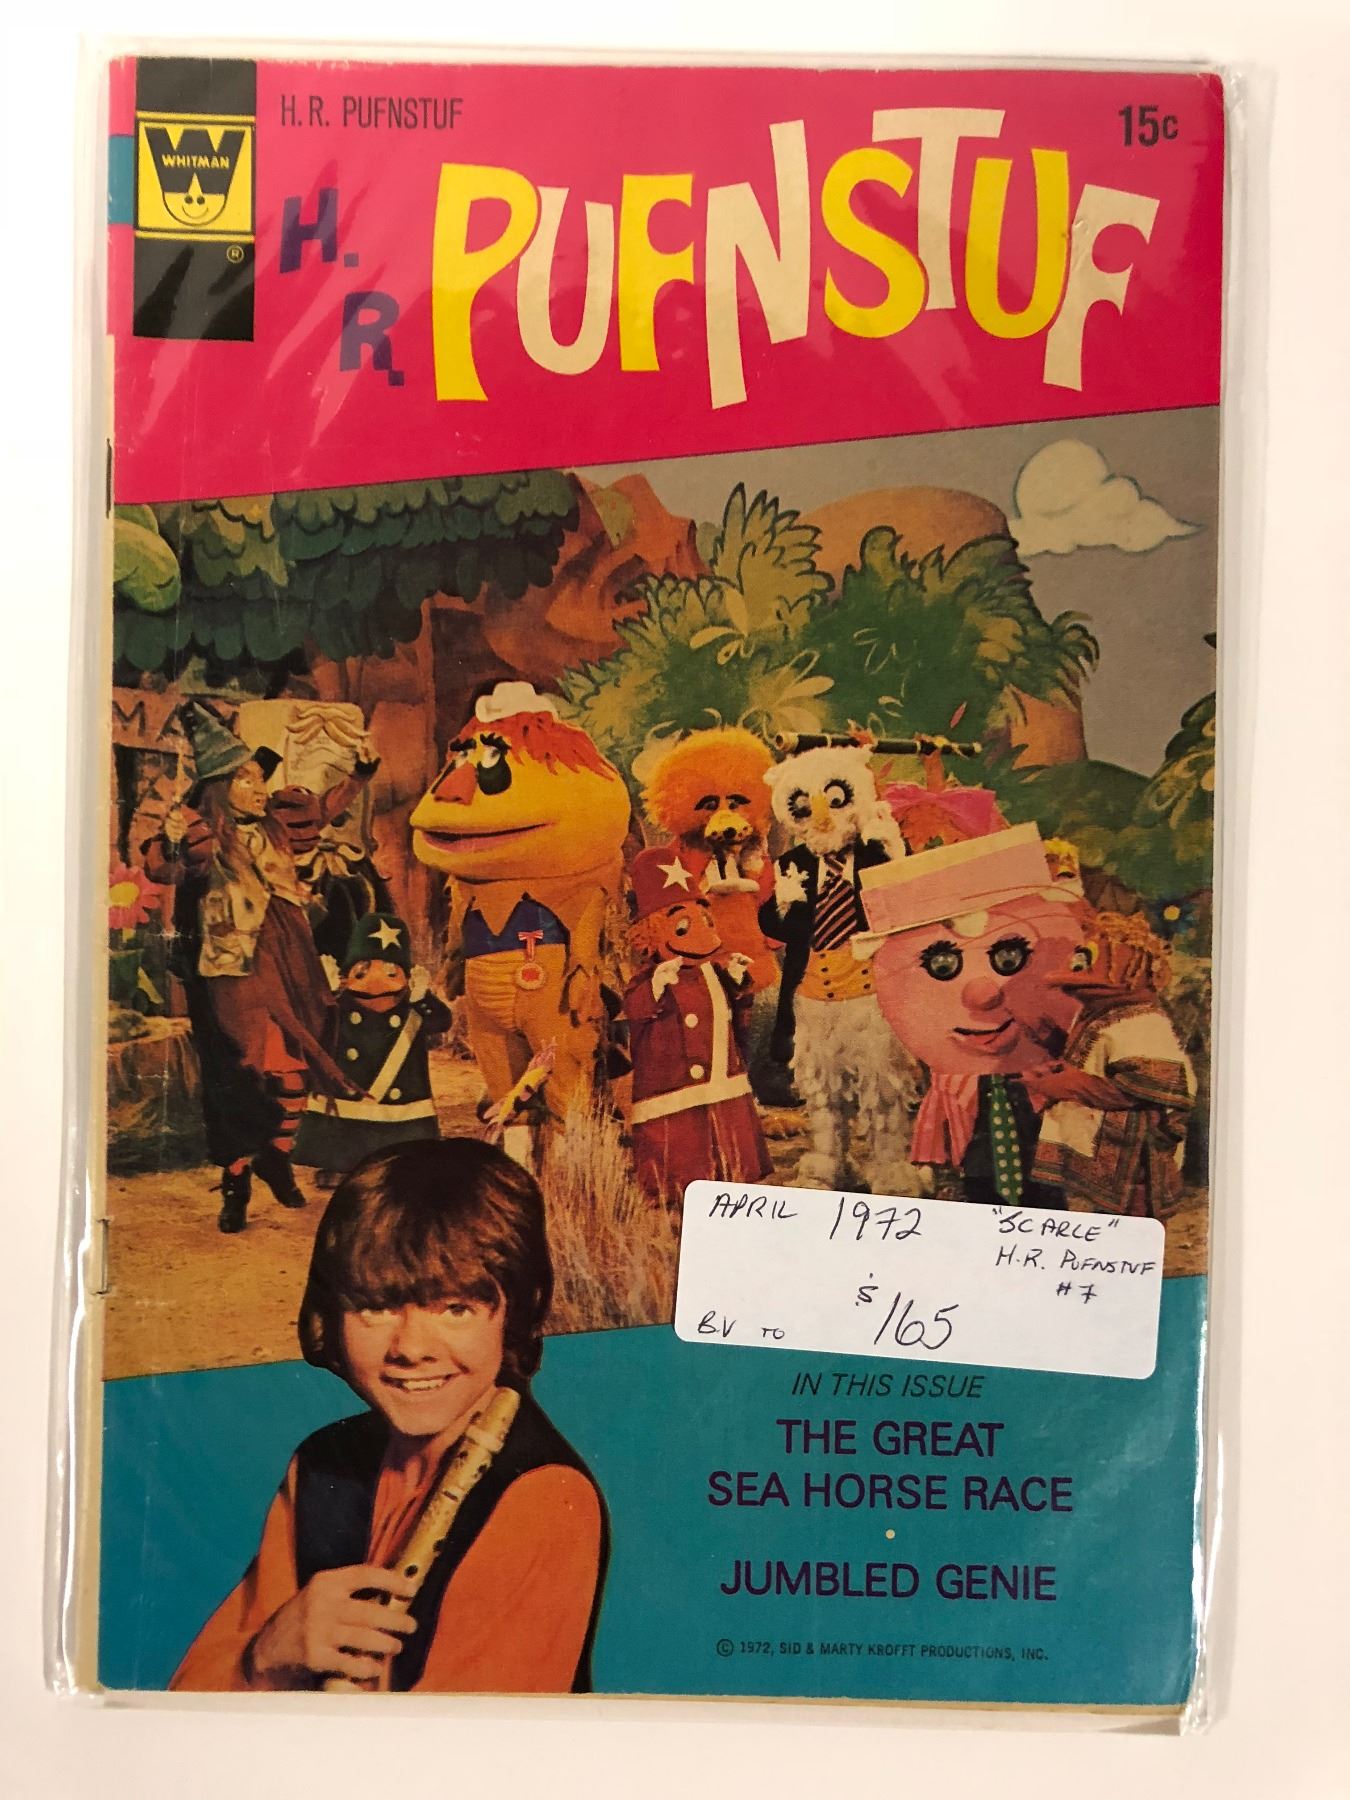 H. R. PUFNSTUF
15c
WHITMAN
®
H.
R.
PUFNSTUF
APRIL 1972 "SCARCE"
H.R. PUFNSTUF
#7
B.V TO $165
IN THIS ISSUE
THE GREAT
SEA HORSE RACE
•
JUMBLED GENIE
© 1972, SID & MARTY KROFFT PRODUCTIONS, INC.